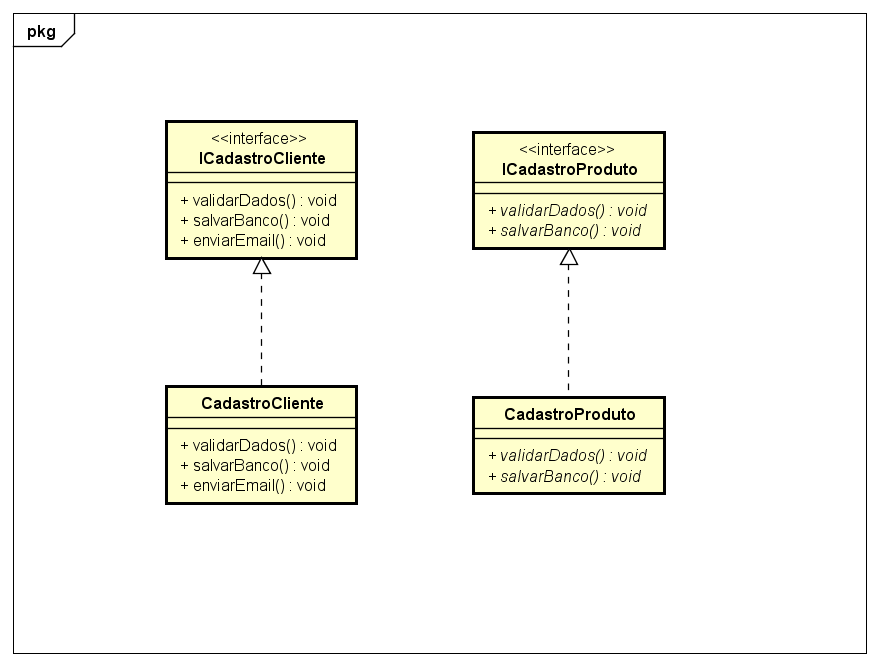 pkg
<<interface>>
ICadastroCliente
+ validarDados() : void
+ salvarBanco() : void
+ enviarEmail() : void
<<interface>>
ICadastroProduto
+ validarDados() : void
+ salvarBanco() : void
CadastroCliente
+ validarDados() : void
+ salvarBanco() : void
+ enviarEmail() : void
CadastroProduto
+ validarDados() : void
+ salvarBanco() : void